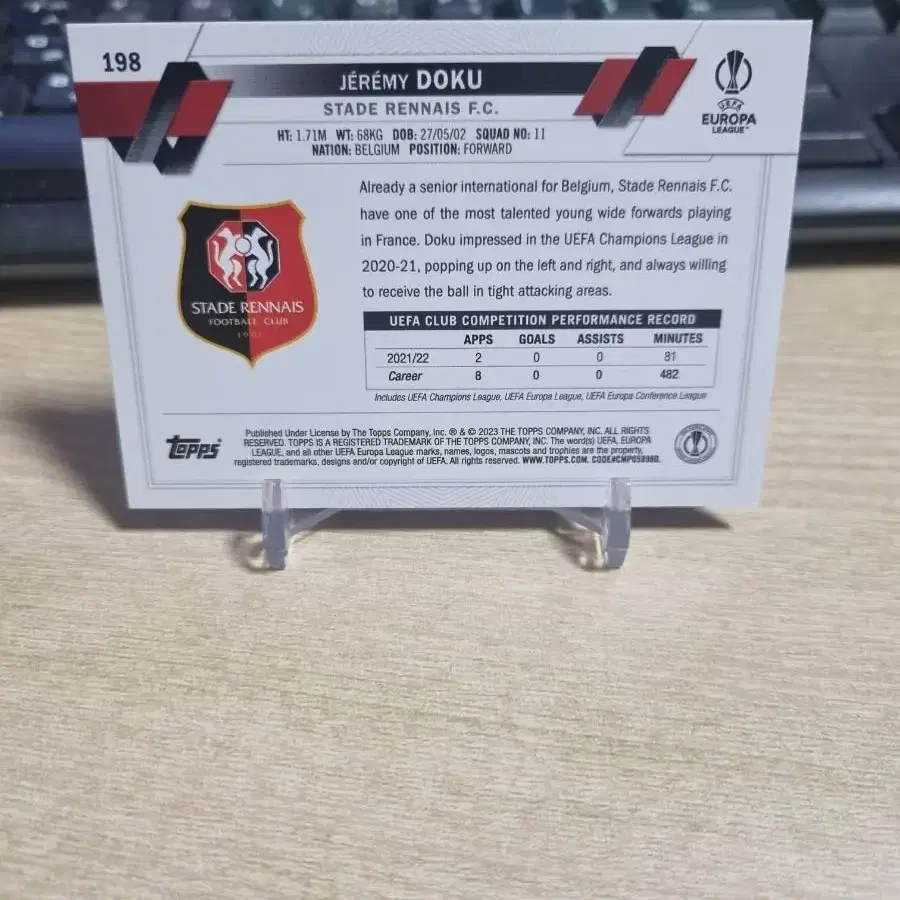 198
JÉRÉMY DOKU
STADE RENNAIS F.C.
HT: 1.71M WT: 68KG DOB: 27/05/02 SQUAD NO: 11
NATION: BELGIUM POSITION: FORWARD
UEFA
EUROPA
LEAGUE™
Already a senior international for Belgium, Stade Rennais F.C.
have one of the most talented young wide forwards playing
in France. Doku impressed in the UEFA Champions League in
2020-21, popping up on the left and right, and always willing
to receive the ball in tight attacking areas.
STADE RENNAIS
FOOTBALL CLUB
UEFA CLUB COMPETITION PERFORMANCE RECORD
APPS GOALS ASSISTS MINUTES
2021/22 2 0 0 81
Career 8 0 0 482
Includes UEFA Champions League, UEFA Europa League, UEFA Europa Conference League
Topps
Published Under License by The Topps Company, Inc. ® & © 2023 THE TOPPS COMPANY, INC. ALL RIGHTS
RESERVED. TOPPS IS A REGISTERED TRADEMARK OF THE TOPPS COMPANY, INC. The word(s) UEFA, EUROPA
LEAGUE, and all other UEFA Europa League marks, names, logos, mascots and trophies are the property,
registered trademarks, designs and/or copyright of UEFA. All rights reserved. WWW.TOPPS.COM.